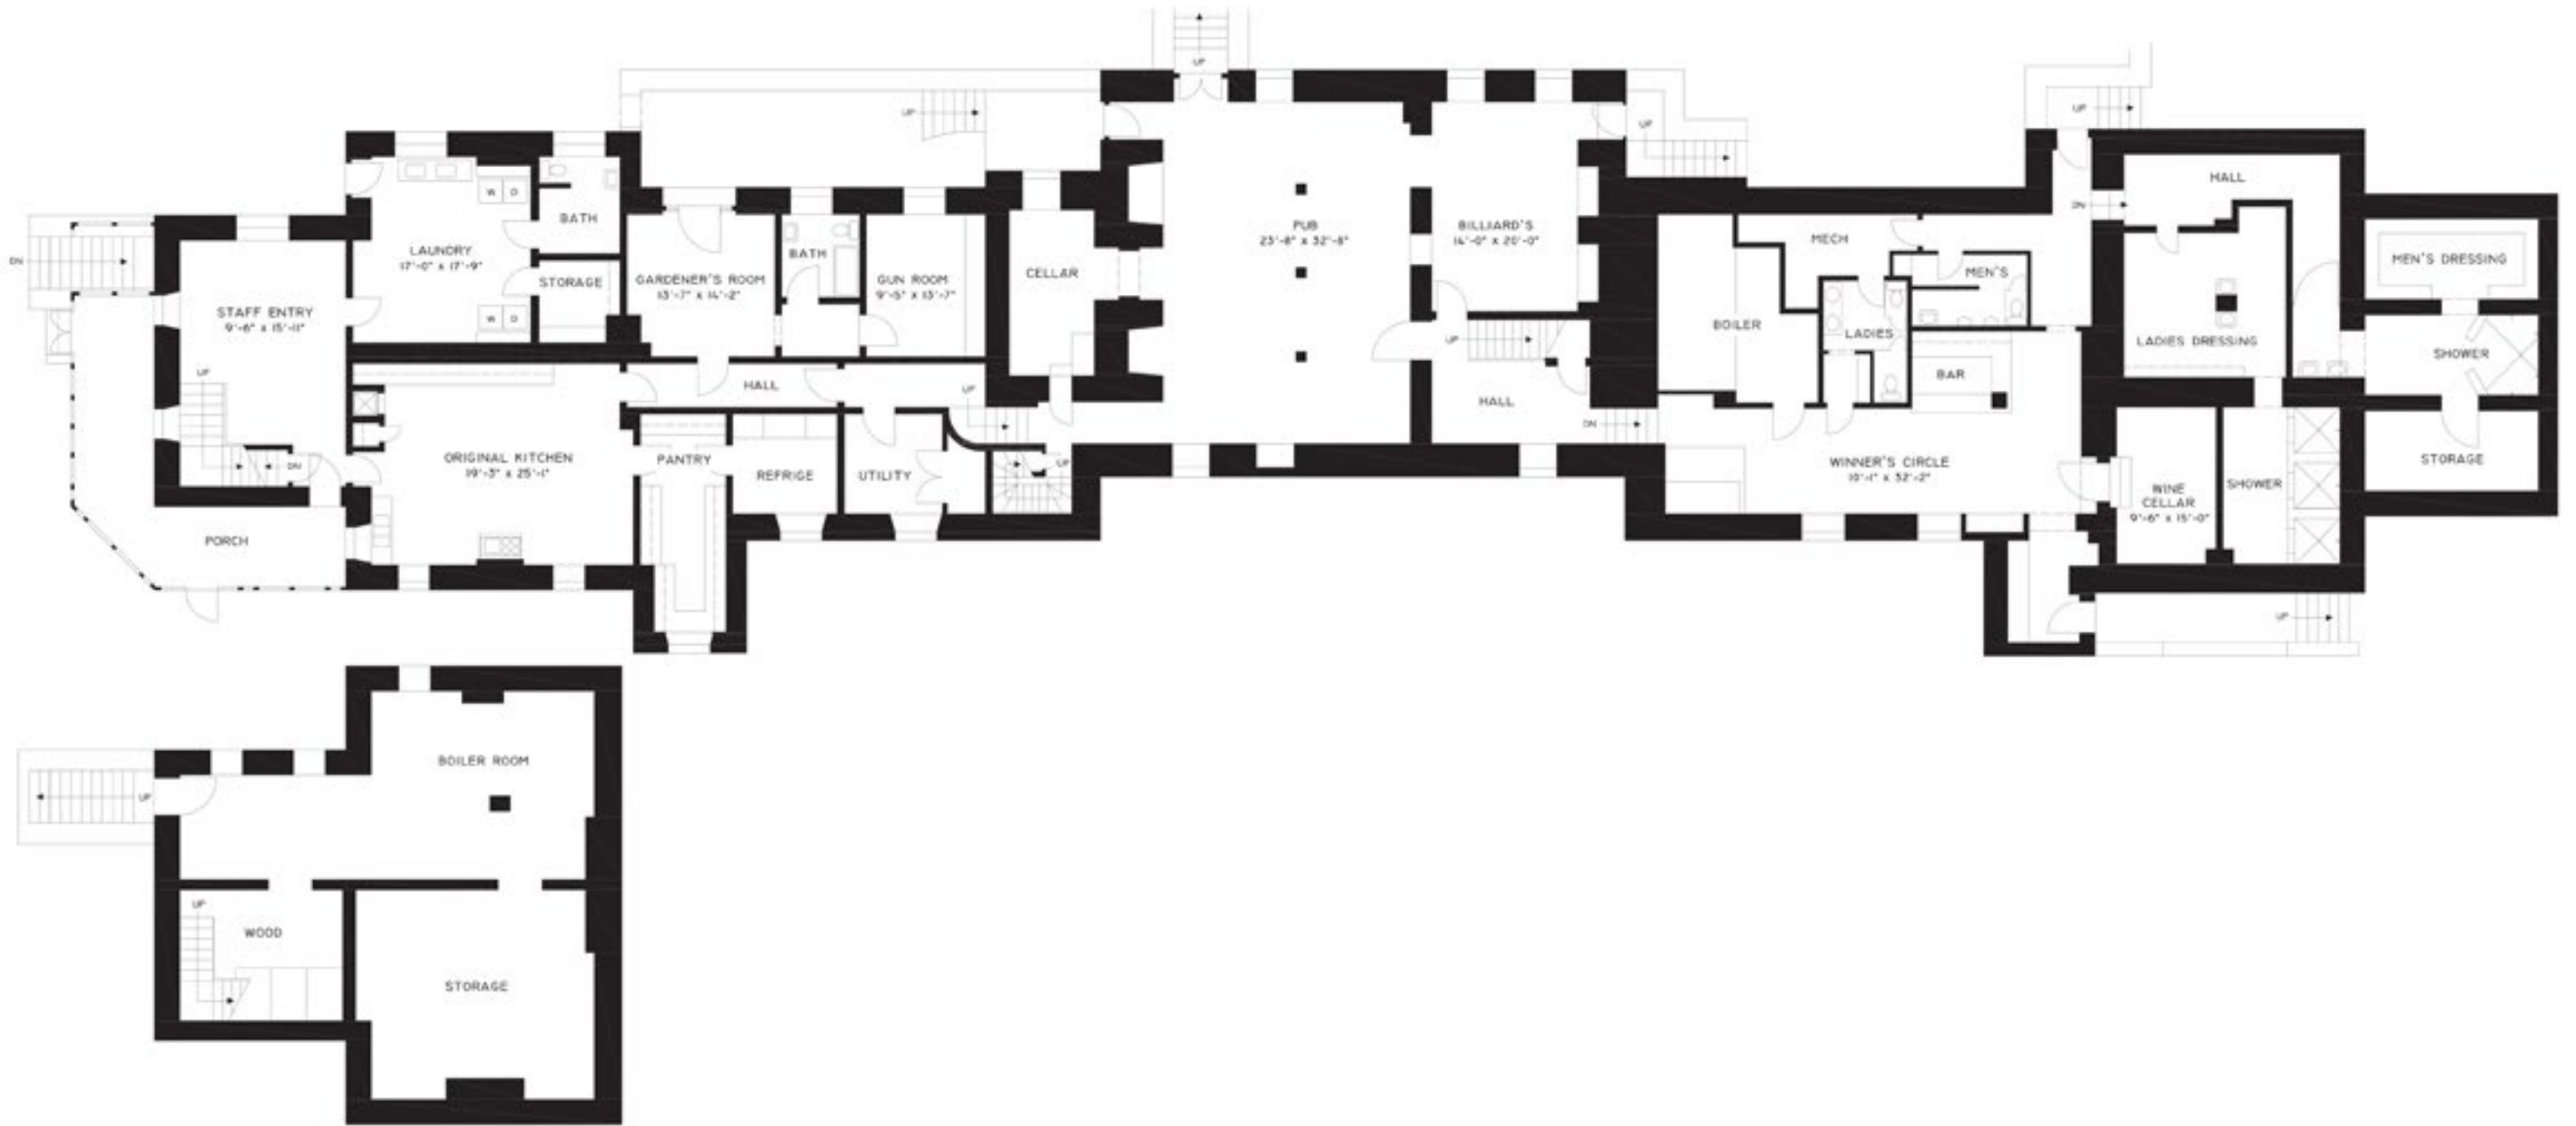 UP
UP
UP
UP
W D
BATH
LAUNDRY
17'-0" x 17'-9"
HALL
DN
PUB
23'-8" x 32'-8"
BILLIARD'S
14'-0" x 20'-0"
MECH
MEN'S DRESSING
DN
STAFF ENTRY
9'-6" x 15'-11"
STORAGE
GARDENER'S ROOM
13'-7" x 14'-2"
BATH
GUN ROOM
9'-5" x 13'-7"
CELLAR
MEN'S
W D
BOILER
LADIES
UP
LADIES DRESSING
SHOWER
UP
HALL
UP
BAR
HALL
DN
ORIGINAL KITCHEN
19'-3" x 25'-1"
PANTRY
REFRIGE
UTILITY
UP
DN
WINNER'S CIRCLE
10'-1" x 32'-2"
WINE
CELLAR
9'-6" x 15'-0"
SHOWER
STORAGE
PORCH
UP
BOILER ROOM
UP
UP
WOOD
STORAGE